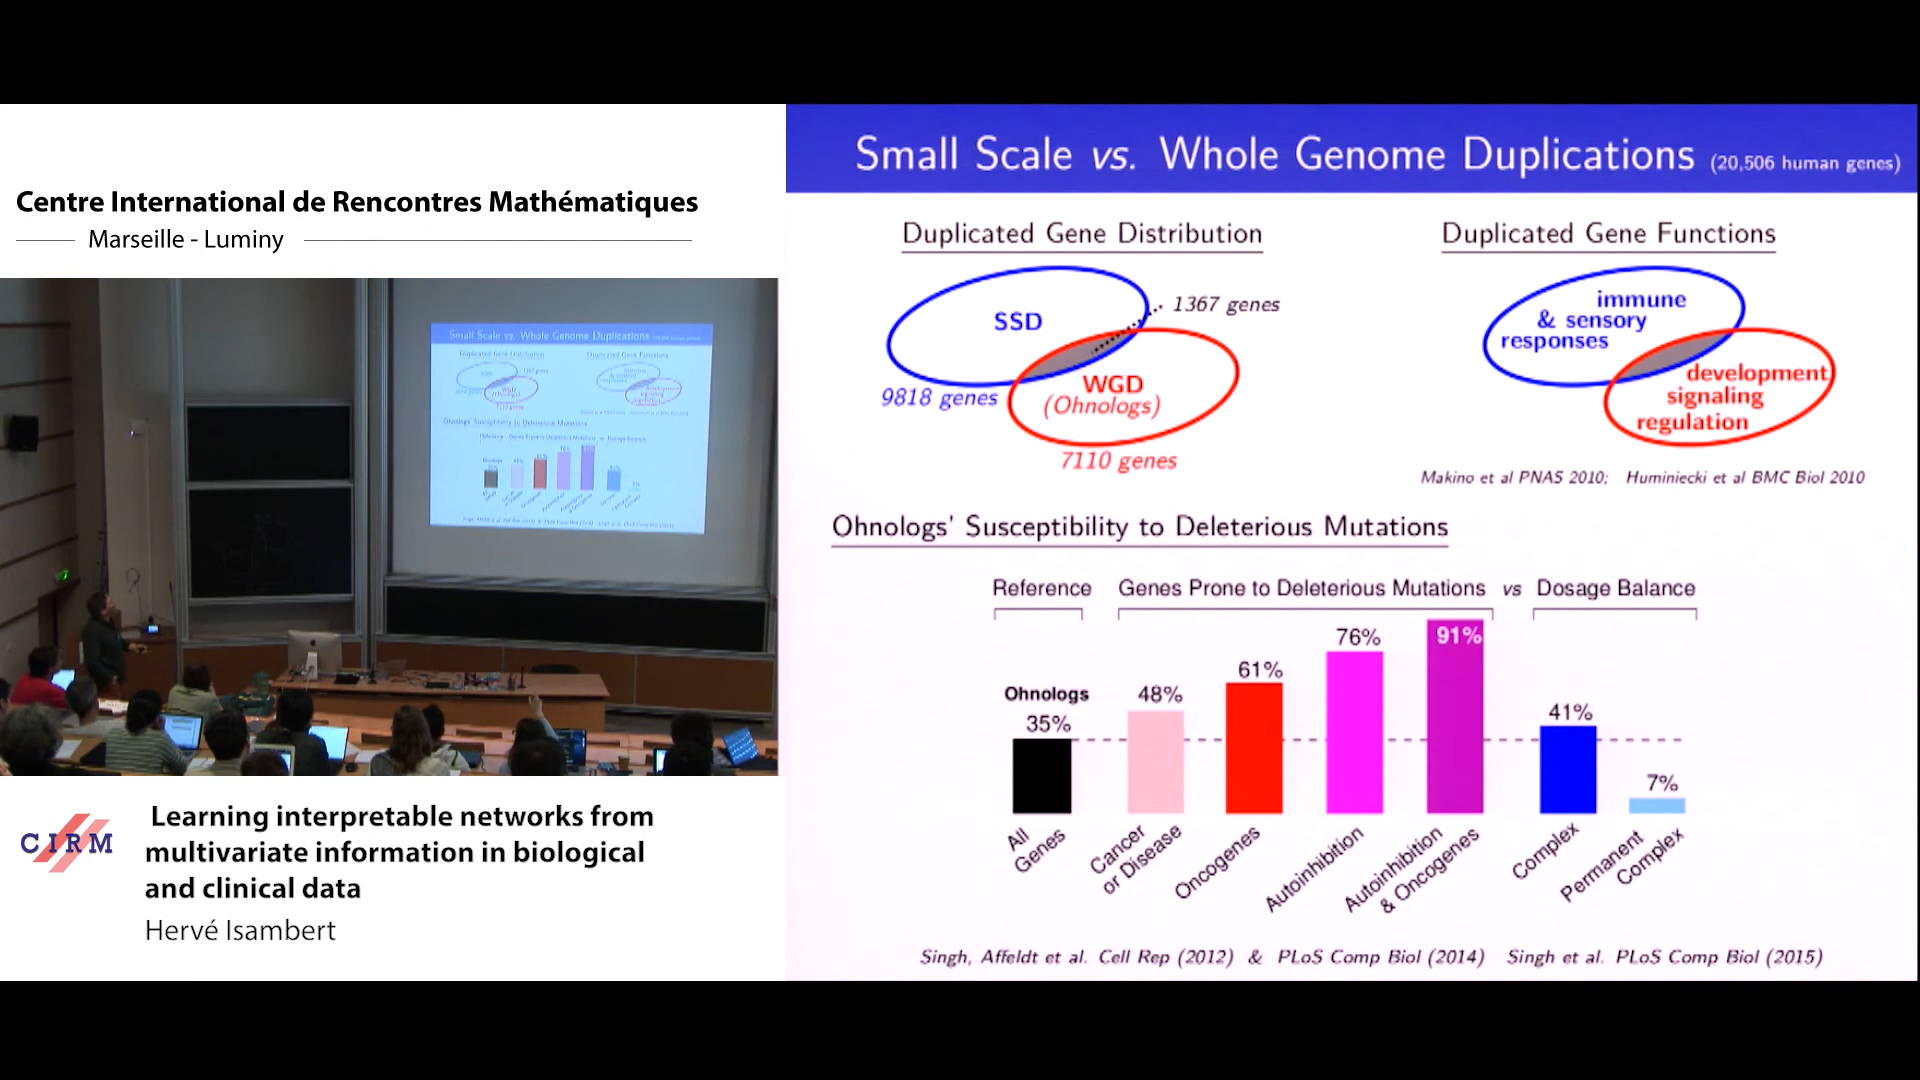 Centre International de Rencontres Mathématiques
Marseille - Luminy
CIRM
Learning interpretable networks from
multivariate information in biological
and clinical data
Hervé Isambert
Small Scale vs. Whole Genome Duplications (20,506 human genes)
Duplicated Gene Distribution
SSD
1367 genes
9818 genes
WGD
(Ohnologs)
7110 genes
Duplicated Gene Functions
immune
& sensory
responses
development
signaling
regulation
Makino et al PNAS 2010; Huminiecki et al BMC Biol 2010
Ohnologs' Susceptibility to Deleterious Mutations
Reference
Genes Prone to Deleterious Mutations vs Dosage Balance
Ohnologs
35%
48%
61%
76%
91%
41%
7%
All
Genes
Cancer
or Disease
Oncogenes
Autoinhibition
Autoinhibition
& Oncogenes
Complex
Permanent
Complex
Singh, Affeldt et al. Cell Rep (2012) & PLoS Comp Biol (2014) Singh et al. PLoS Comp Biol (2015)
Small Scale vs. Whole Genome Duplications